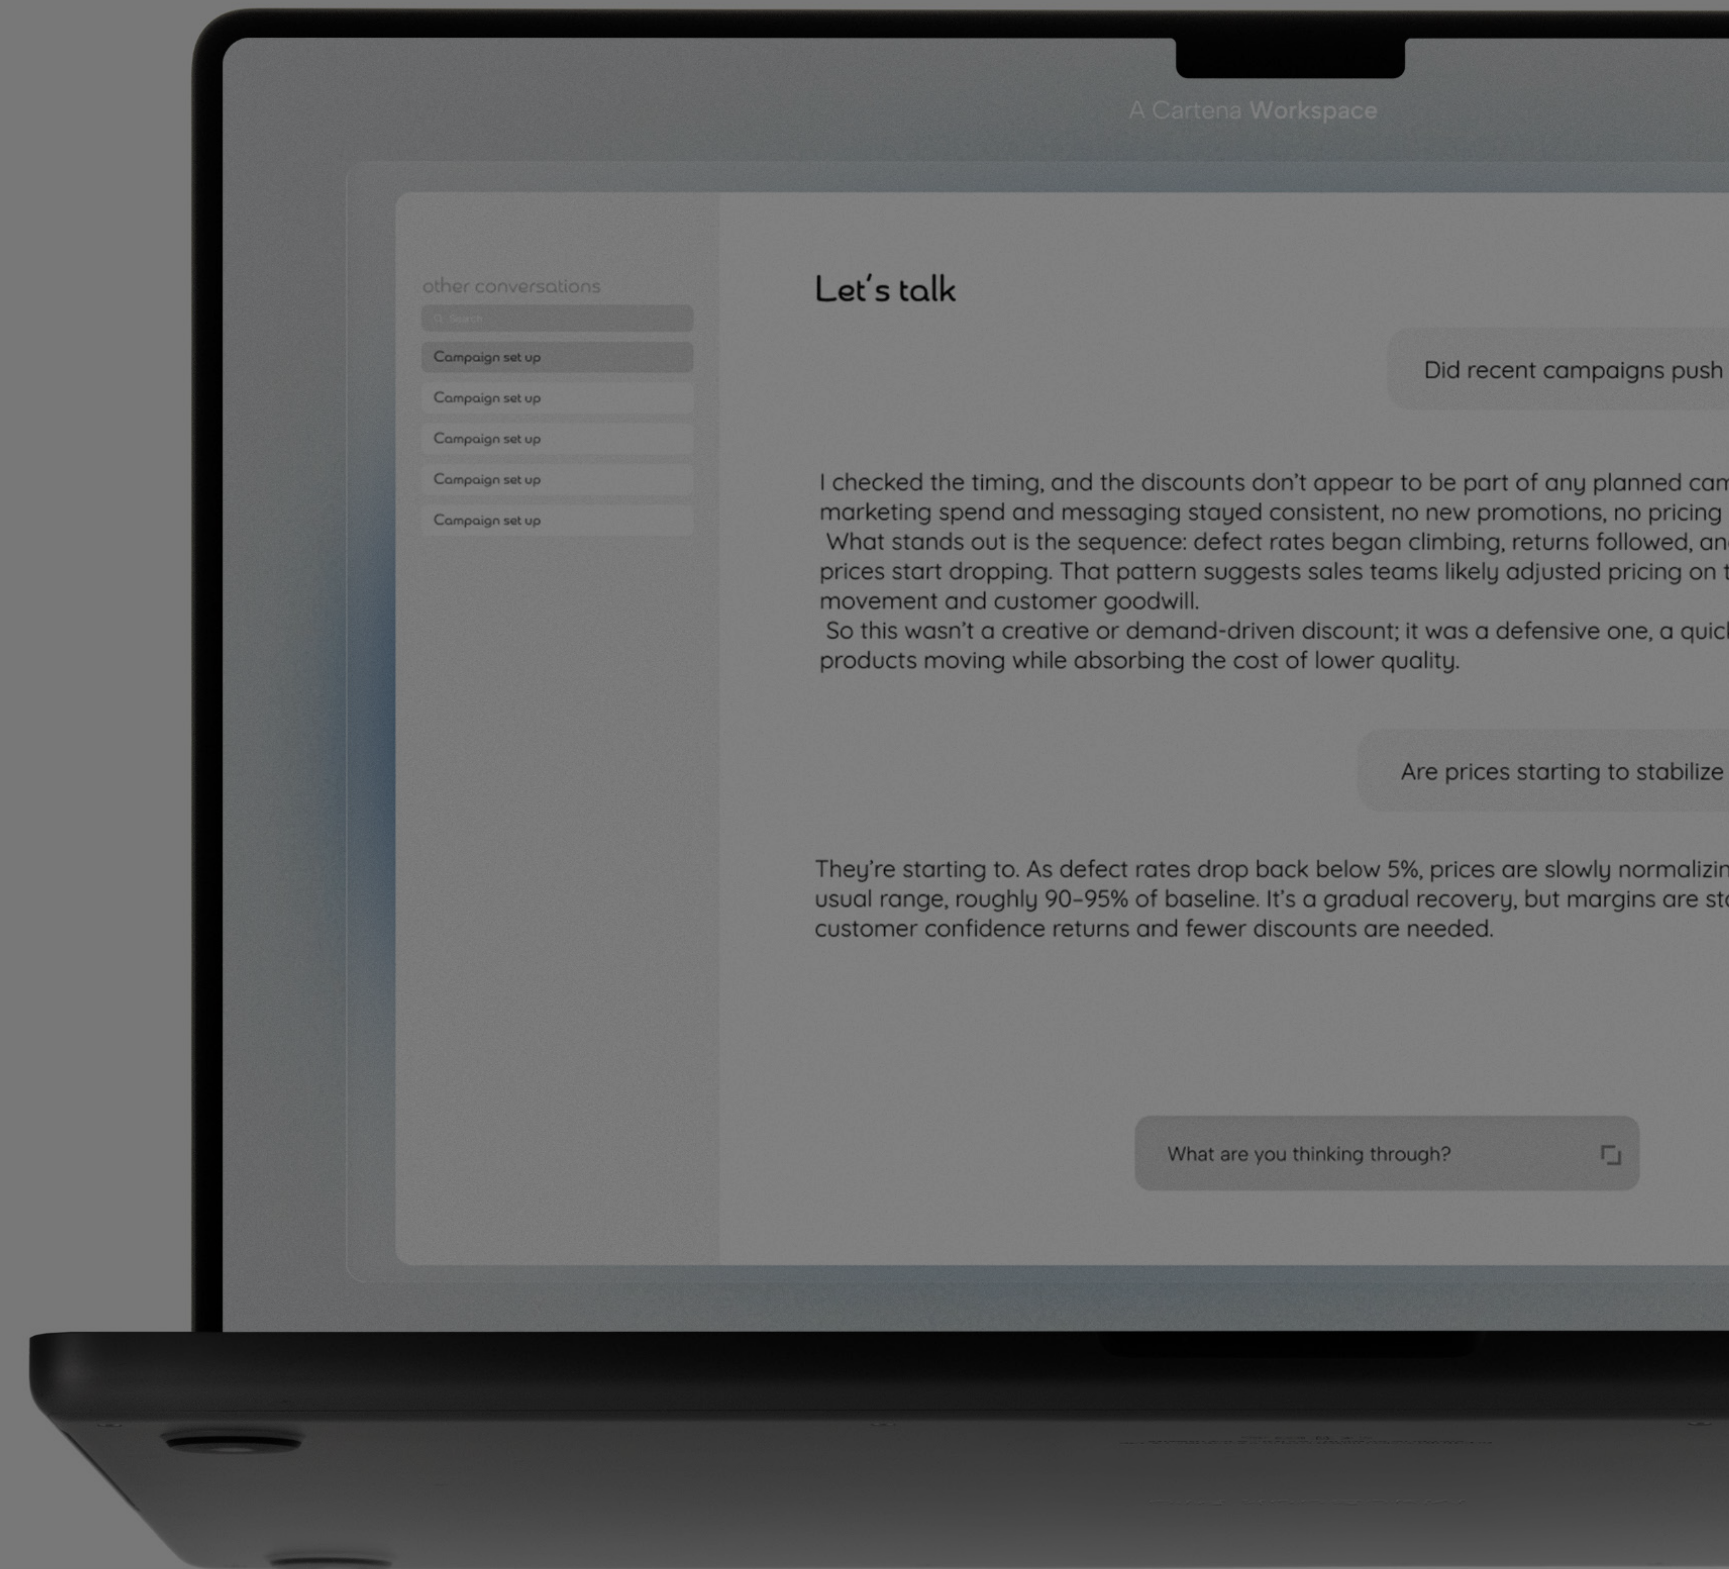 A Cartena Workspace
other conversations
Search
Campaign set up
Campaign set up
Campaign set up
Campaign set up
Campaign set up
Let's talk
Did recent campaigns push
I checked the timing, and the discounts don't appear to be part of any planned cam
marketing spend and messaging stayed consistent, no new promotions, no pricing
What stands out is the sequence: defect rates began climbing, returns followed, an
prices start dropping. That pattern suggests sales teams likely adjusted pricing on t
movement and customer goodwill.
So this wasn't a creative or demand-driven discount; it was a defensive one, a quic
products moving while absorbing the cost of lower quality.
Are prices starting to stabilize
They're starting to. As defect rates drop back below 5%, prices are slowly normalizin
usual range, roughly 90–95% of baseline. It's a gradual recovery, but margins are sta
customer confidence returns and fewer discounts are needed.
What are you thinking through?